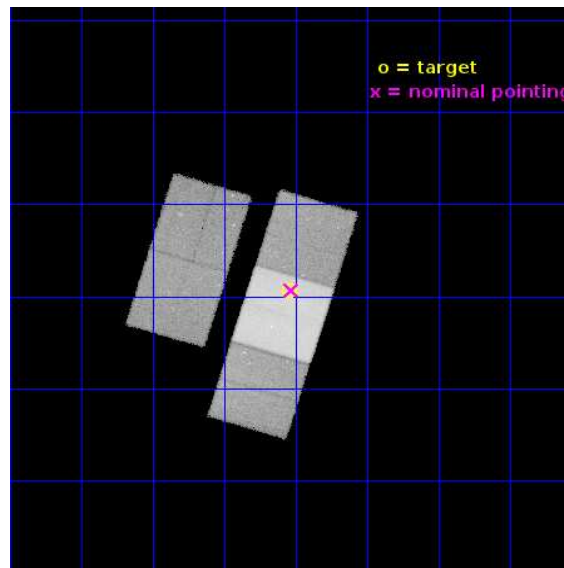 o = target
x = nominal pointing